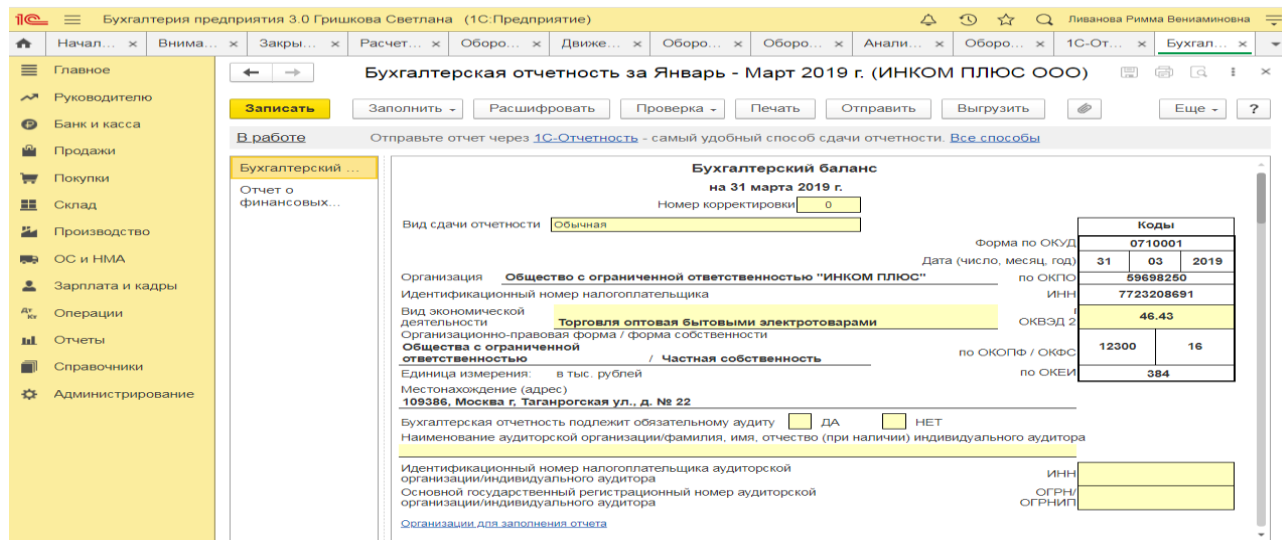 Бухгалтерия предприятия 3.0 Гришкова Светлана (1С:Предприятие)
Ливанова Римма Вениаминовна
Начал... × Внима... × Закры... × Расчет... × Оборо... × Движе... × Оборо... × Оборо... × Анали... × Оборо... × 1С-От... × Бухгал... ×
Главное
Руководителю
Банк и касса
Продажи
Покупки
Склад
Производство
ОС и НМА
Зарплата и кадры
Операции
Отчеты
Справочники
Администрирование
Бухгалтерская отчетность за Январь - Март 2019 г. (ИНКОМ ПЛЮС ООО)
Записать Заполнить Расшифровать Проверка Печать Отправить Выгрузить Еще ?
В работе Отправьте отчет через 1С-Отчетность - самый удобный способ сдачи отчетности. Все способы
Бухгалтерский ...
Отчет о
финансовых...
Бухгалтерский баланс
на 31 марта 2019 г.
Номер корректировки 0
Вид сдачи отчетности Обычная
Коды
Форма по ОКУД 0710001
Дата (число, месяц, год) 31 03 2019
Организация Общество с ограниченной ответственностью "ИНКОМ ПЛЮС" по ОКПО 59698250
Идентификационный номер налогоплательщика ИНН 7723208691
Вид экономической
деятельности Торговля оптовая бытовыми электротоварами ОКВЭД 2 46.43
Организационно-правовая форма / форма собственности
Общества с ограниченной
ответственностью / Частная собственность по ОКОПФ / ОКФС 12300 16
Единица измерения: в тыс. рублей по ОКЕИ 384
Местонахождение (адрес)
109386, Москва г, Таганрогская ул., д. № 22
Бухгалтерская отчетность подлежит обязательному аудиту ДА НЕТ
Наименование аудиторской организации/фамилия, имя, отчество (при наличии) индивидуального аудитора
Идентификационный номер налогоплательщика аудиторской
организации/индивидуального аудитора ИНН
Основной государственный регистрационный номер аудиторской
организации/индивидуального аудитора ОГРН/
ОГРНИП
Организации для заполнения отчета